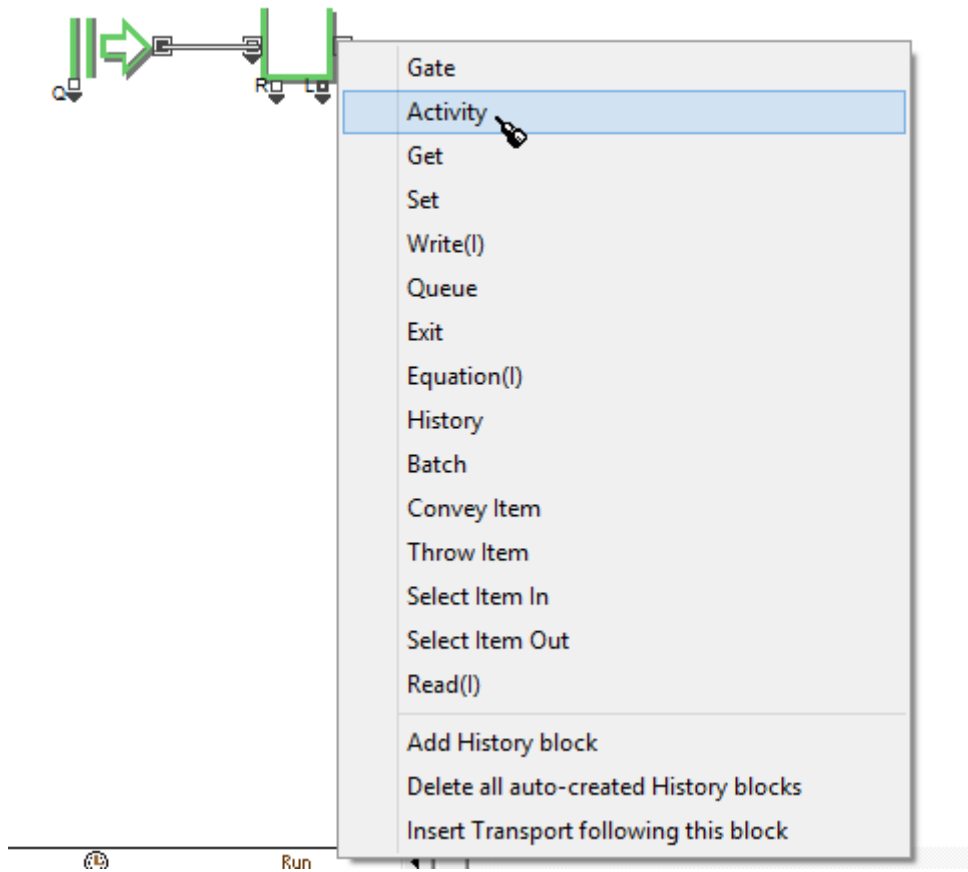 Q
R L
Gate
Activity
Get
Set
Write(I)
Queue
Exit
Equation(I)
History
Batch
Convey Item
Throw Item
Select Item In
Select Item Out
Read(I)
Add History block
Delete all auto-created History blocks
Insert Transport following this block
Run